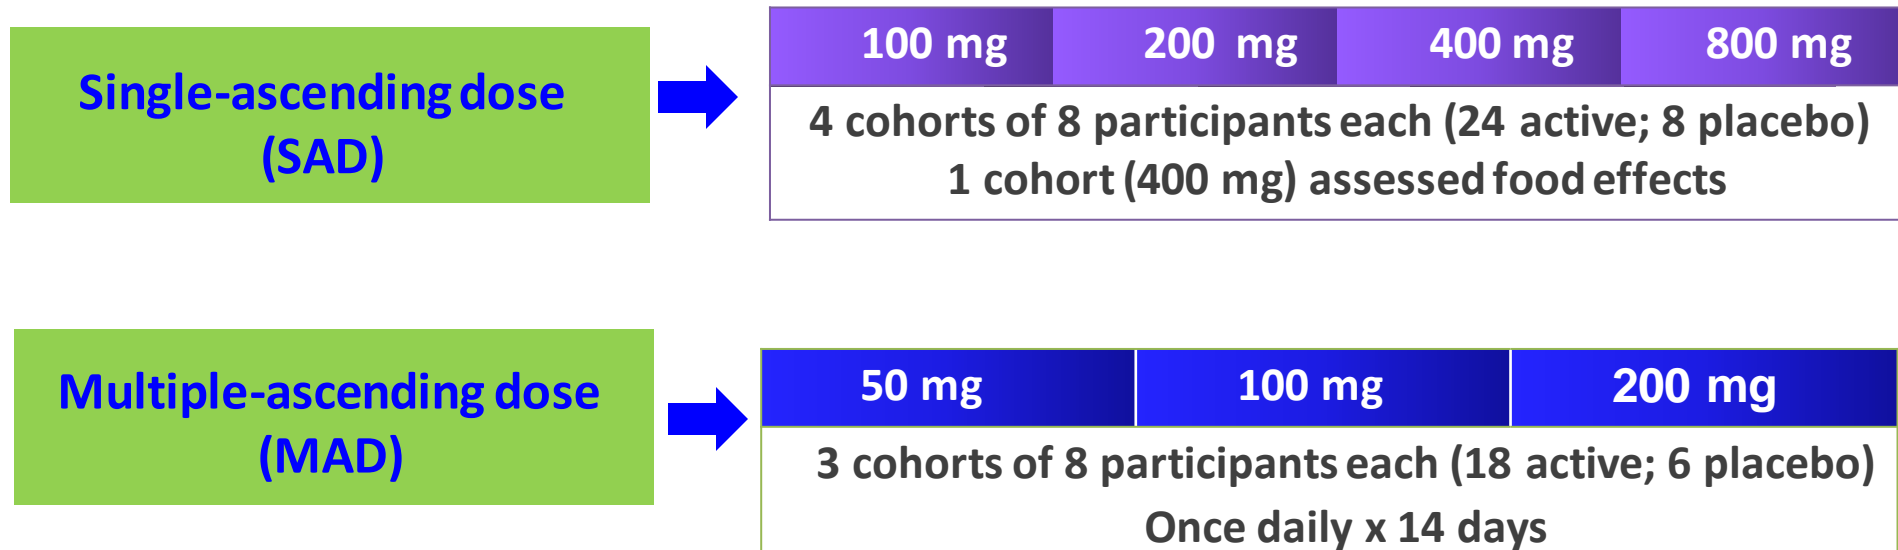 Single-ascending dose
(SAD)
100 mg 200 mg 400 mg 800 mg
4 cohorts of 8 participants each (24 active; 8 placebo)
1 cohort (400 mg) assessed food effects
Multiple-ascending dose
(MAD)
50 mg 100 mg 200 mg
3 cohorts of 8 participants each (18 active; 6 placebo)
Once daily x 14 days